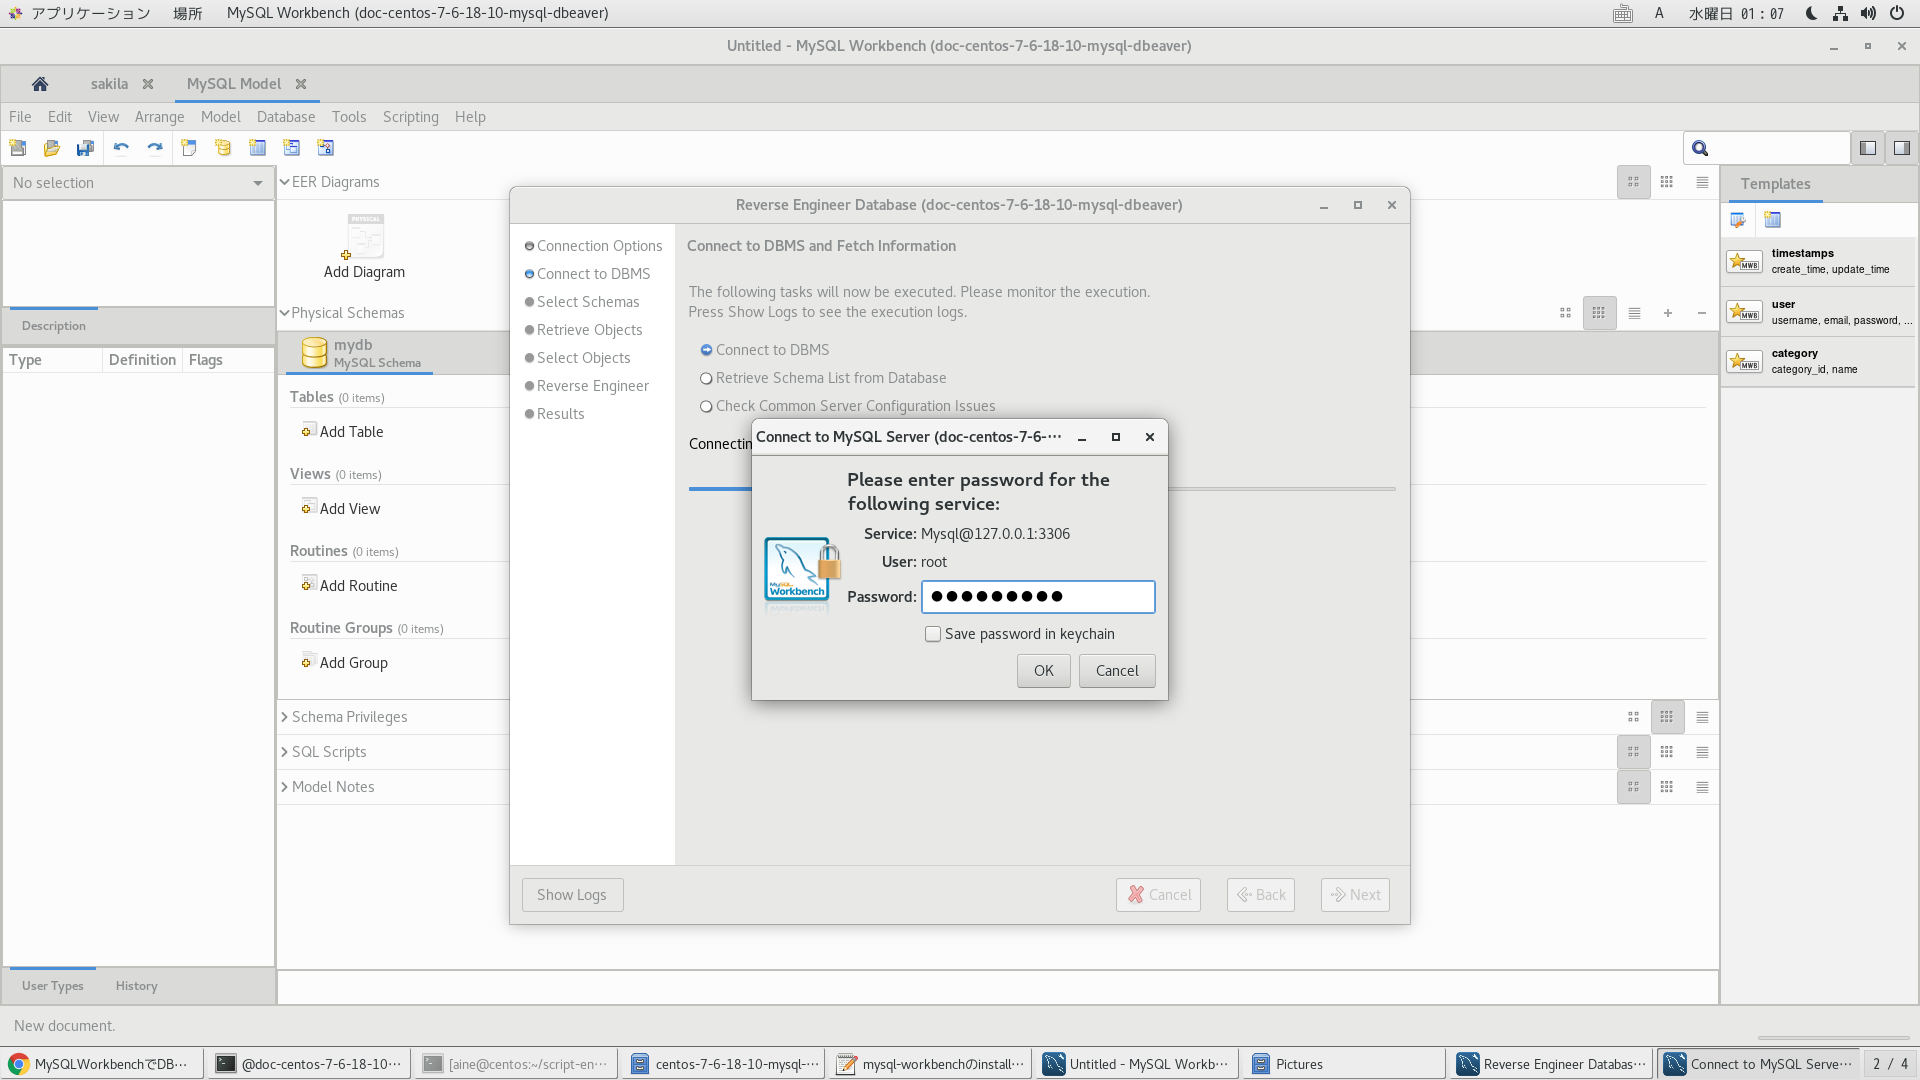 アプリケーション 場所 MySQL Workbench (doc-centos-7-6-18-10-mysql-dbeaver) A 水曜日 01：07
Untitled - MySQL Workbench (doc-centos-7-6-18-10-mysql-dbeaver)
sakila MySQL Model
File Edit View Arrange Model Database Tools Scripting Help
No selection
Description
Type Definition Flags
User Types History
EER Diagrams
PHYSICAL
Add Diagram
Physical Schemas
mydb
MySQL Schema
Tables (0 items)
Add Table
Views (0 items)
Add View
Routines (0 items)
Add Routine
Routine Groups (0 items)
Add Group
Schema Privileges
SQL Scripts
Model Notes
Reverse Engineer Database (doc-centos-7-6-18-10-mysql-dbeaver)
Connection Options
Connect to DBMS
Select Schemas
Retrieve Objects
Select Objects
Reverse Engineer
Results
Connect to DBMS and Fetch Information
The following tasks will now be executed. Please monitor the execution.
Press Show Logs to see the execution logs.
Connect to DBMS
Retrieve Schema List from Database
Check Common Server Configuration Issues
Connectin
Connect to MySQL Server (doc-centos-7-6-···
Please enter password for the
following service:
Service: Mysql@127.0.0.1:3306
User: root
Password: ●●●●●●●●●
MySQL
Workbench
Save password in keychain
OK Cancel
Show Logs Cancel Back Next
Templates
MWB timestamps
create_time, update_time
MWB user
username, email, password, ...
MWB category
category_id, name
New document.
MySQLWorkbenchでDB··· @doc-centos-7-6-18-10··· [aine@centos:~/script-en··· centos-7-6-18-10-mysql-··· mysql-workbenchのinstall··· Untitled - MySQL Workb··· Pictures Reverse Engineer Databas··· Connect to MySQL Serve··· 2 / 4